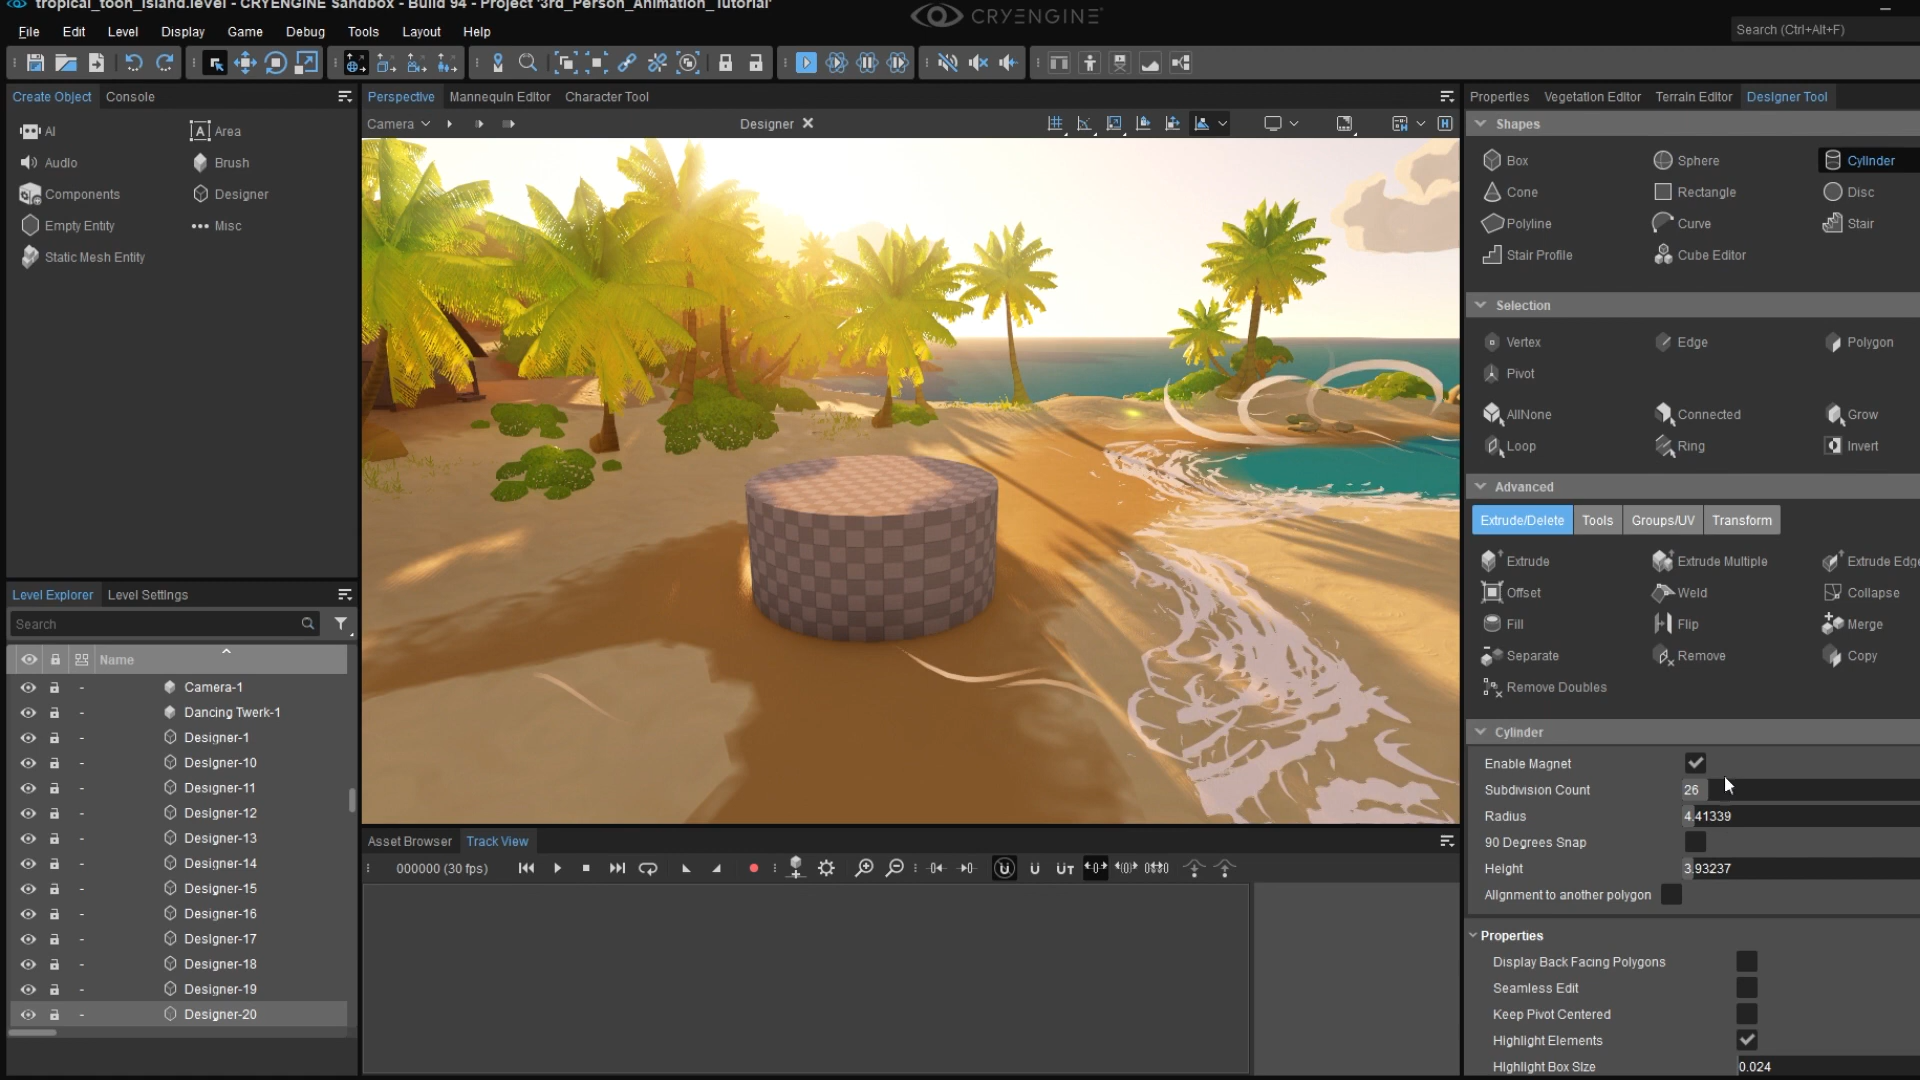 tropical_toon_island.level - CRYENGINE Sandbox - Build 94 - Project '3rd_Person_Animation_Tutorial'
CRYENGINE
File Edit Level Display Game Debug Tools Layout Help
Search (Ctrl+Alt+F)
Create Object Console
AI Area
Audio Brush
Components Designer
Empty Entity Misc
Static Mesh Entity
Perspective Mannequin Editor Character Tool
Camera Designer
Properties Vegetation Editor Terrain Editor Designer Tool
Shapes
Box Sphere Cylinder
Cone Rectangle Disc
Polyline Curve Stair
Stair Profile Cube Editor
Selection
Vertex Edge Polygon
Pivot
AllNone Connected Grow
Loop Ring Invert
Advanced
Extrude/Delete Tools Groups/UV Transform
Extrude Extrude Multiple Extrude Edge
Offset Weld Collapse
Fill Flip Merge
Separate Remove Copy
Remove Doubles
Cylinder
Enable Magnet
Subdivision Count 26
Radius 4.41339
90 Degrees Snap
Height 3.93237
Alignment to another polygon
Properties
Display Back Facing Polygons
Seamless Edit
Keep Pivot Centered
Highlight Elements
Highlight Box Size 0.024
Level Explorer Level Settings
Search
Name
Camera-1
Dancing Twerk-1
Designer-1
Designer-10
Designer-11
Designer-12
Designer-13
Designer-14
Designer-15
Designer-16
Designer-17
Designer-18
Designer-19
Designer-20
Asset Browser Track View
000000 (30 fps)